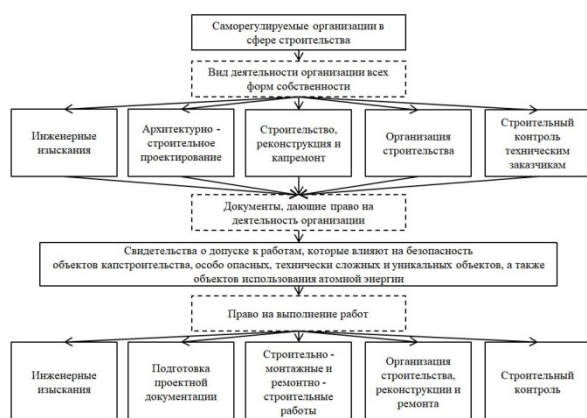 Саморегулируемые организации в
сфере строительства
Вид деятельности организации всех
форм собственности
Инженерные
изыскания
Архитектурно -
строительное
проектирование
Строительство,
реконструкция и
капремонт
Организация
строительства
Строительный
контроль
техническим
заказчикам
Документы, дающие право на
деятельность организации
Свидетельства о допуске к работам, которые влияют на безопасность
объектов капстроительства, особо опасных, технически сложных и уникальных объектов, а также
объектов использования атомной энергии
Право на выполнение работ
Инженерные
изыскания
Подготовка
проектной
документации
Строительно -
монтажные и
ремонтно -
строительные
работы
Организация
строительства,
реконструкции и
ремонта
Строительный
контроль